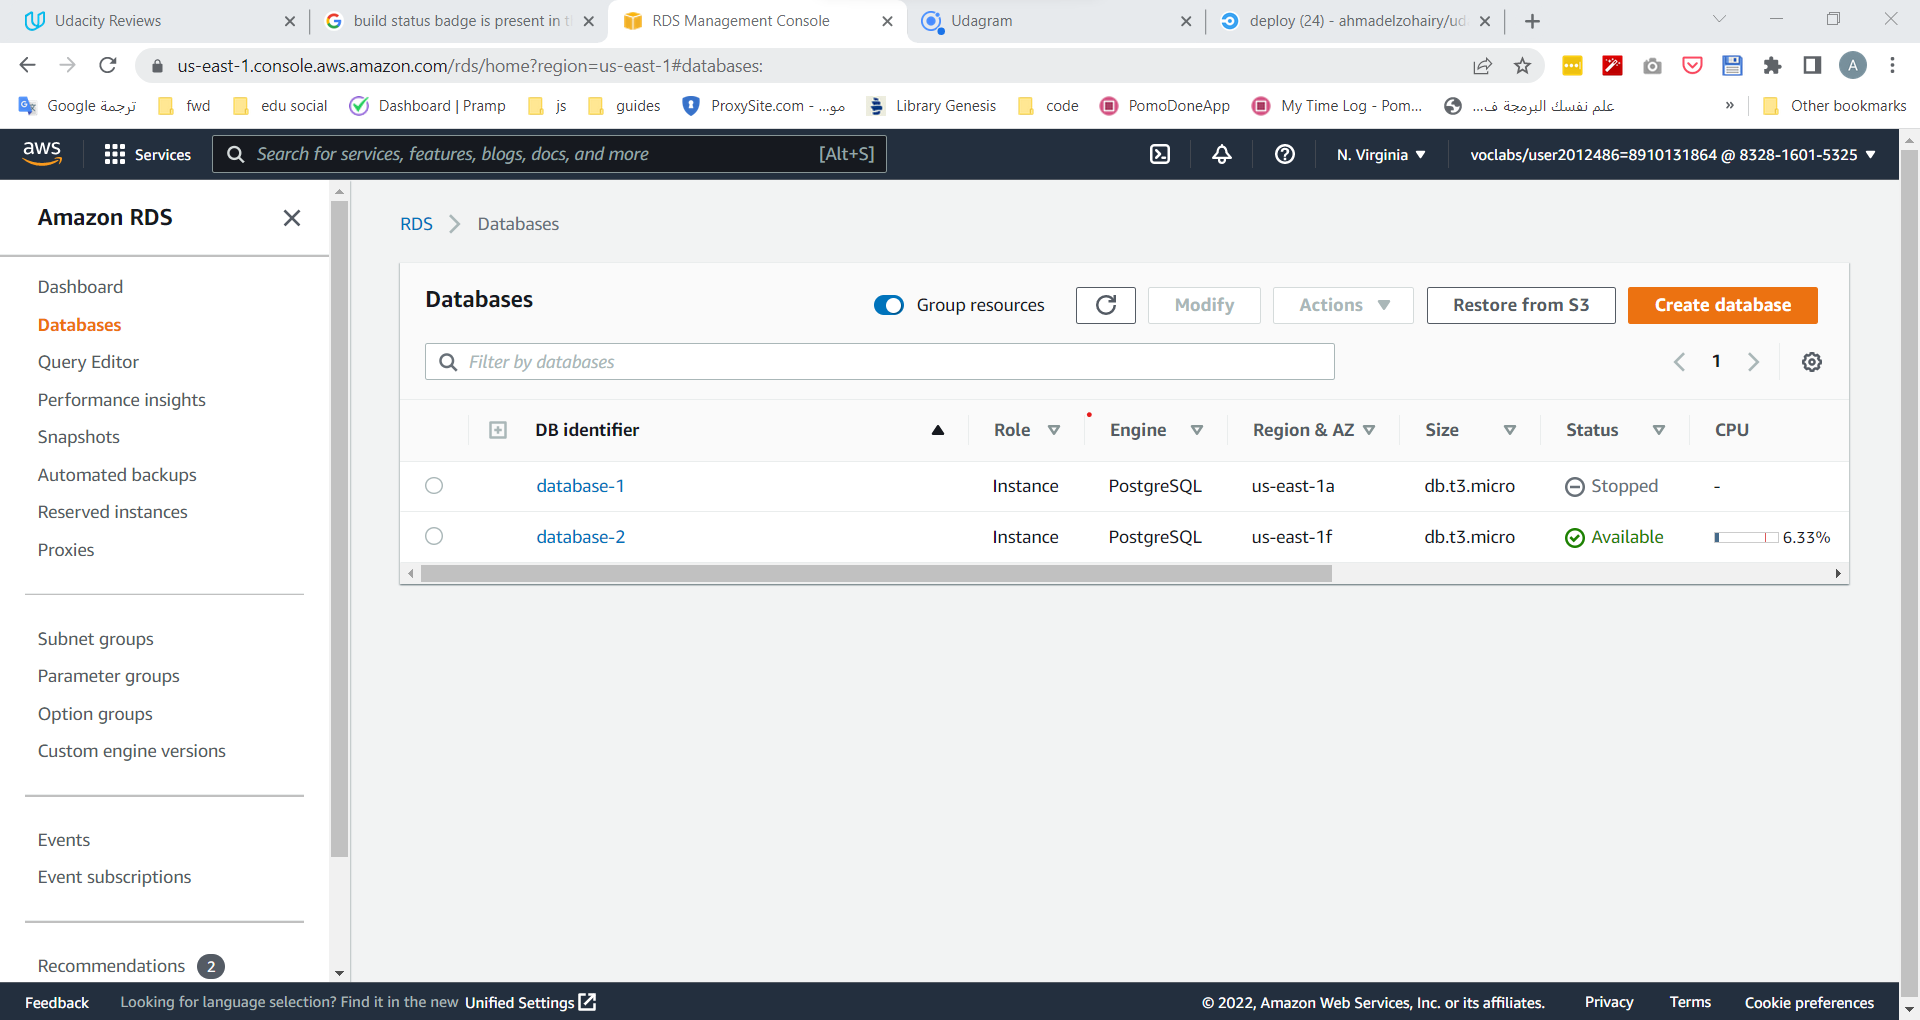 Udacity Reviews
build status badge is present in t
RDS Management Console
Udagram
deploy (24) - ahmadelzohairy/ud
us-east-1.console.aws.amazon.com/rds/home?region=us-east-1#databases:
A
ترجمة Google
fwd
edu social
Dashboard | Pramp
js
guides
ProxySite.com - ...مو
Library Genesis
code
PomoDoneApp
My Time Log - Pom...
علم نفسك البرمجة ف...
»
Other bookmarks
aws
Services
Search for services, features, blogs, docs, and more
[Alt+S]
N. Virginia
voclabs/user2012486=8910131864 @ 8328-1601-5325
Amazon RDS
Dashboard
Databases
Query Editor
Performance insights
Snapshots
Automated backups
Reserved instances
Proxies
Subnet groups
Parameter groups
Option groups
Custom engine versions
Events
Event subscriptions
Recommendations 2
RDS > Databases
Databases
Group resources
Modify
Actions
Restore from S3
Create database
Filter by databases
1
DB identifier Role Engine Region & AZ Size Status CPU
database-1 Instance PostgreSQL us-east-1a db.t3.micro Stopped -
database-2 Instance PostgreSQL us-east-1f db.t3.micro Available 6.33%
Feedback
Looking for language selection? Find it in the new Unified Settings
© 2022, Amazon Web Services, Inc. or its affiliates.
Privacy
Terms
Cookie preferences